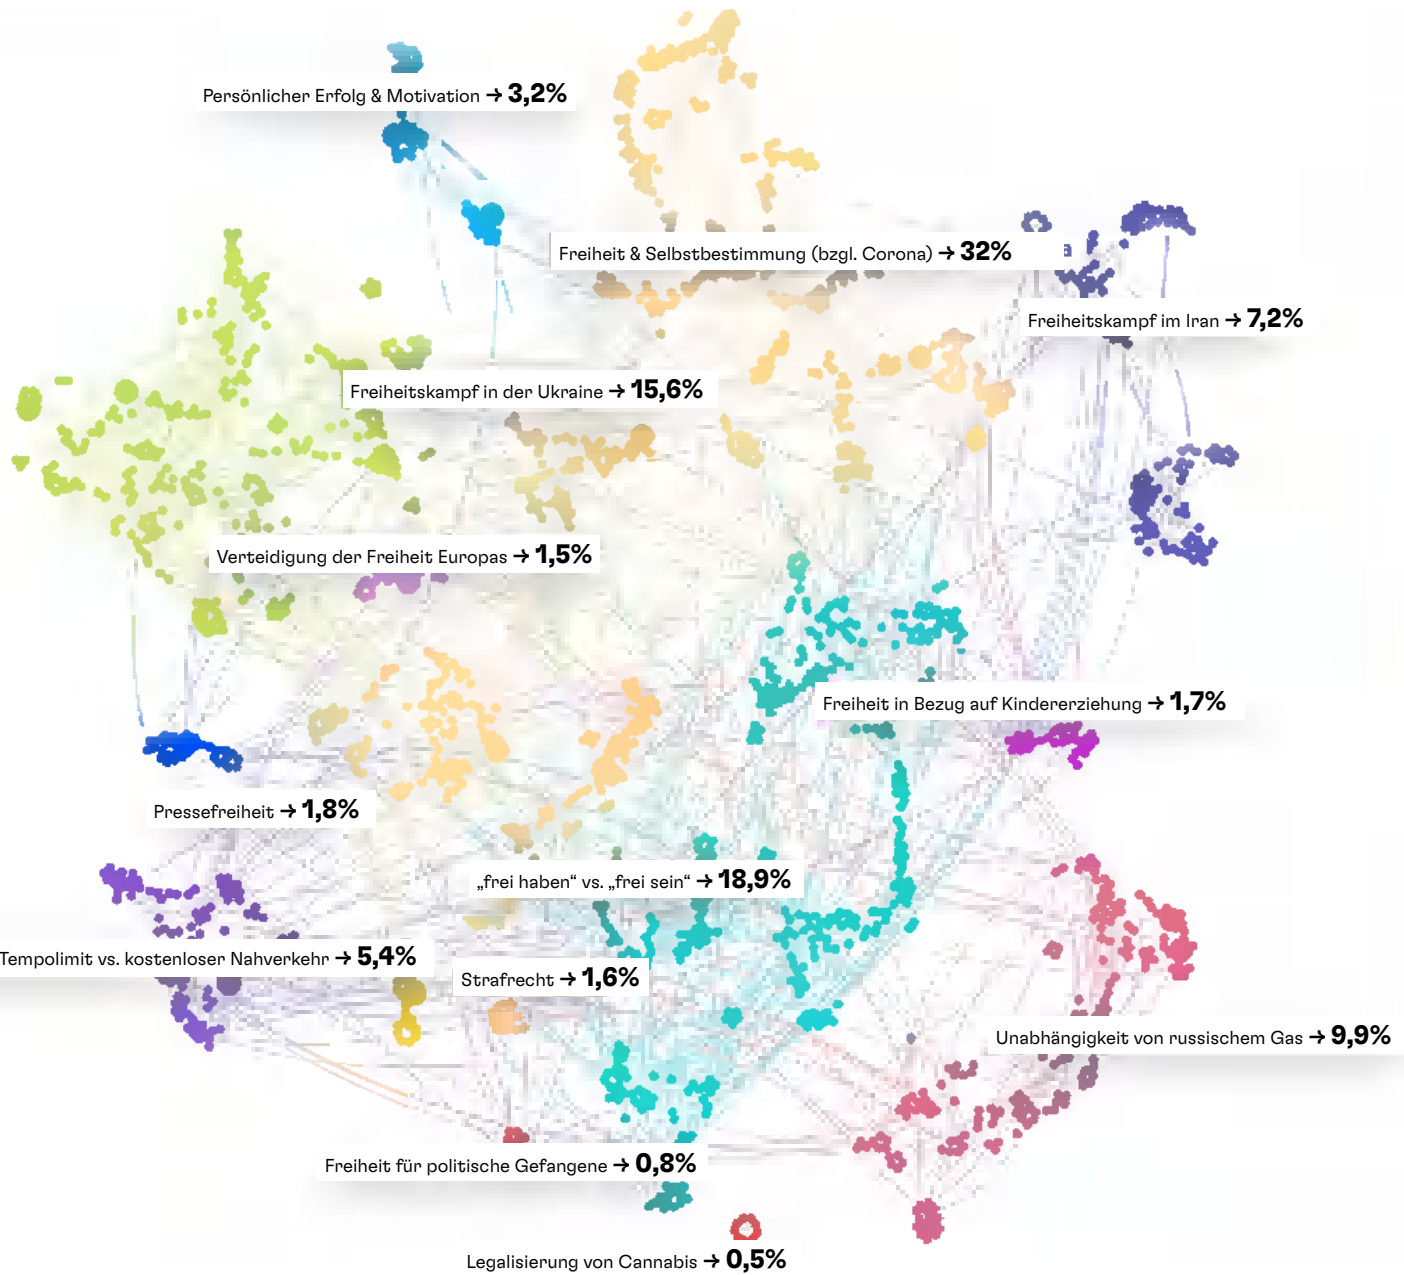 Persönlicher Erfolg & Motivation → 3,2%
Freiheit & Selbstbestimmung (bzgl. Corona) → 32%
a
Freiheitskampf im Iran → 7,2%
Freiheitskampf in der Ukraine → 15,6%
Verteidigung der Freiheit Europas → 1,5%
Freiheit in Bezug auf Kindererziehung → 1,7%
Pressefreiheit → 1,8%
„frei haben“ vs. „frei sein“ → 18,9%
Tempolimit vs. kostenloser Nahverkehr → 5,4%
Strafrecht → 1,6%
Unabhängigkeit von russischem Gas → 9,9%
Freiheit für politische Gefangene → 0,8%
Legalisierung von Cannabis → 0,5%